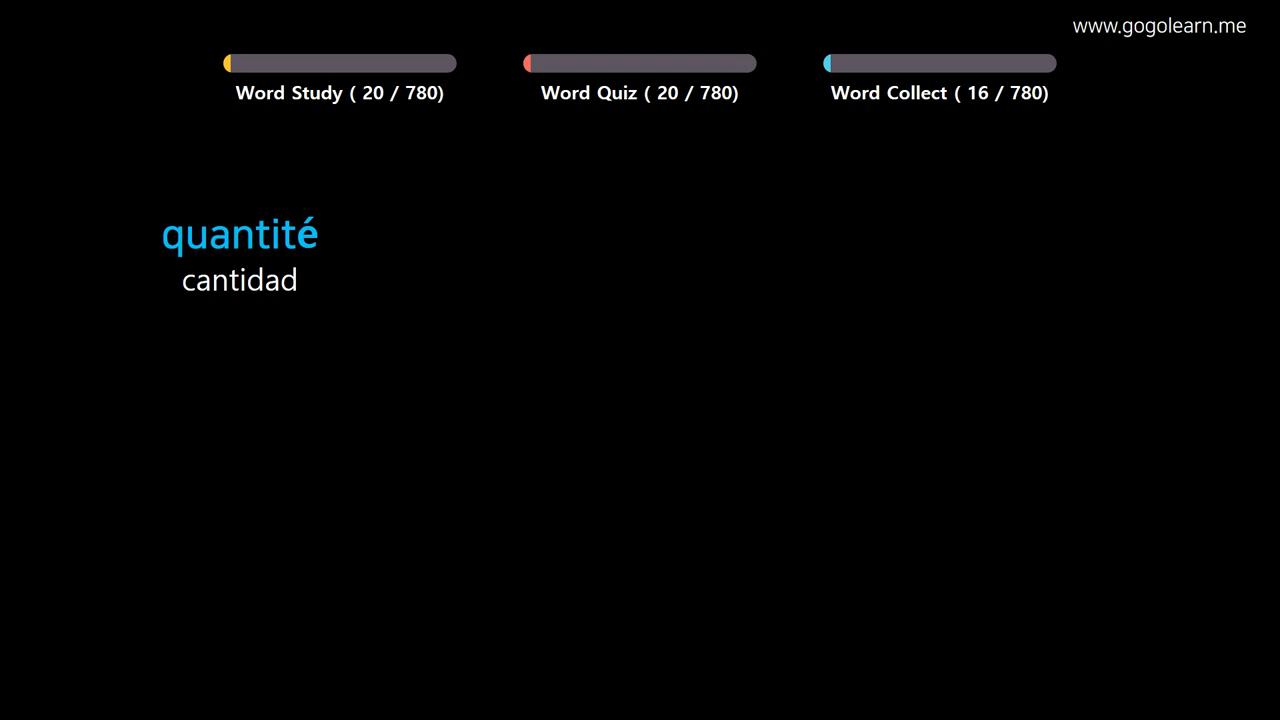 www.gogolearn.me
Word Study ( 20 / 780)
Word Quiz ( 20 / 780)
Word Collect ( 16 / 780)
quantité
cantidad